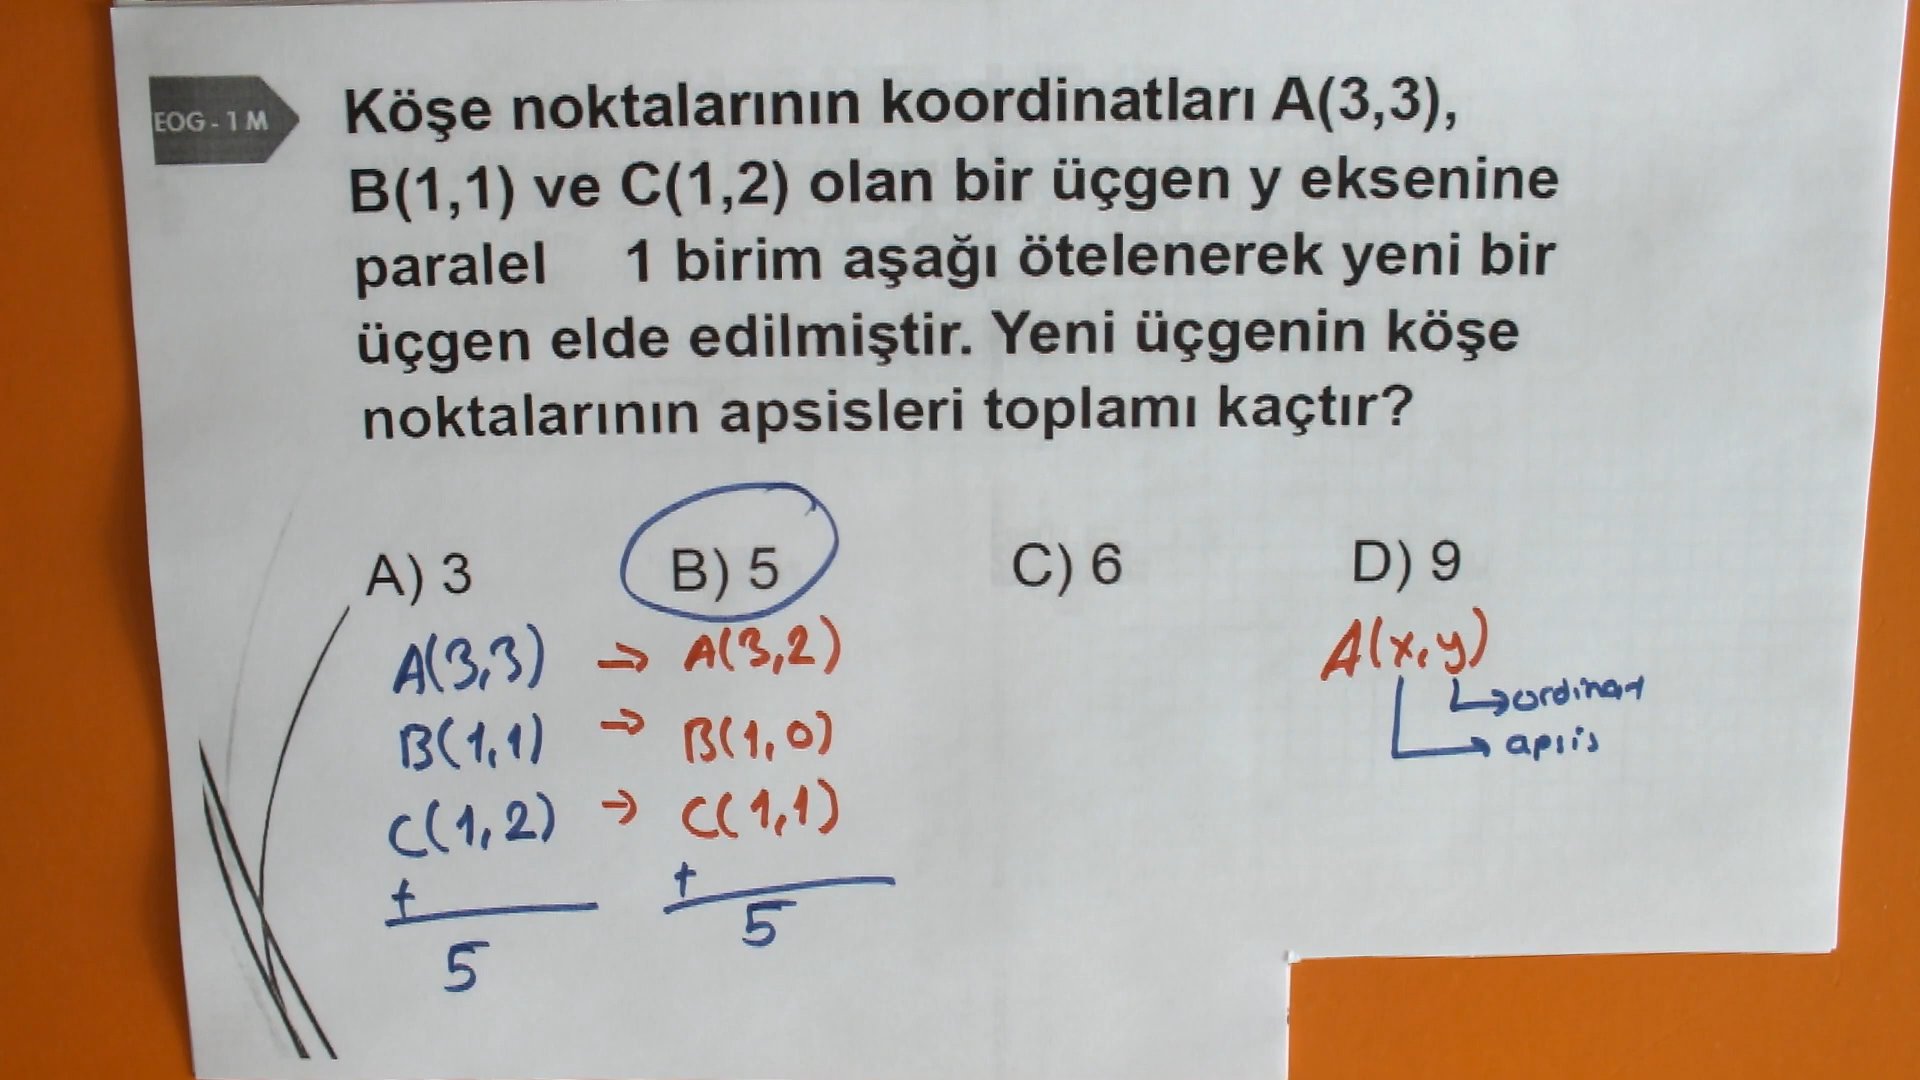 EOG - 1 M
Köşe noktalarının koordinatları A(3,3),
B(1,1) ve C(1,2) olan bir üçgen y eksenine
paralel 1 birim aşağı ötelenerek yeni bir
üçgen elde edilmiştir. Yeni üçgenin köşe
noktalarının apsisleri toplamı kaçtır?
A) 3 B) 5 C) 6 D) 9
A(3,3) → A(3,2) A(x,y)
→ ordinat
B(1,1) → B(1,0) → apsis
C(1,2) → C(1,1)
+ +
5 5